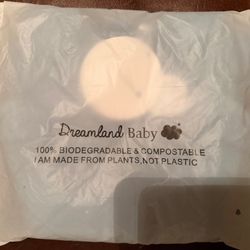 Dreamland Baby
100% BIODEGRADABLE & COMPOSTABLE
I AM MADE FROM PLANTS, NOT PLASTIC